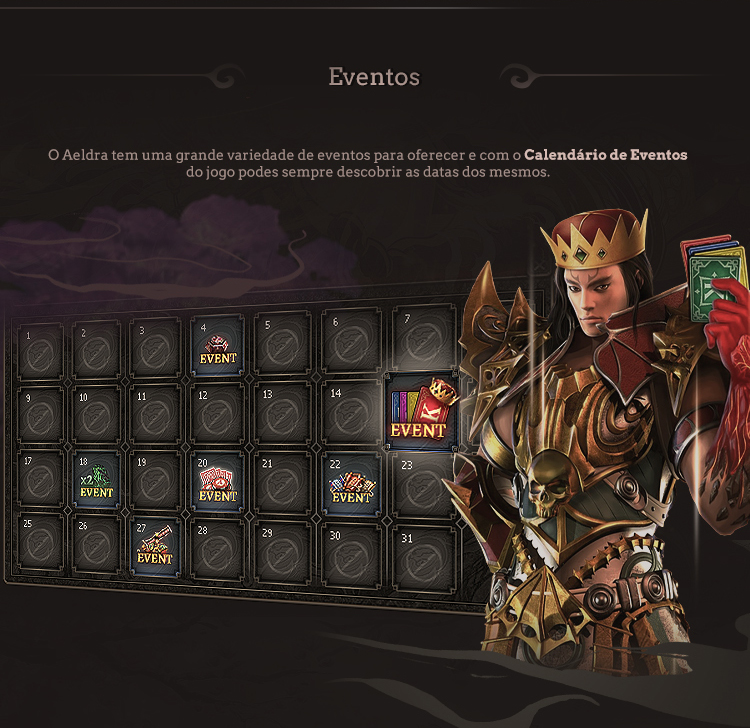 Eventos
O Aeldra tem uma grande variedade de eventos para oferecer e com o Calendário de Eventos
do jogo podes sempre descobrir as datas dos mesmos.
1 2 3 4 5 6 7
EVENT
9 10 11 12 13 14
K
EVENT
17 18 19 20 21 22 23
x2
EVENT EVENT EVENT
25 26 27 28 29 30 31
EVENT